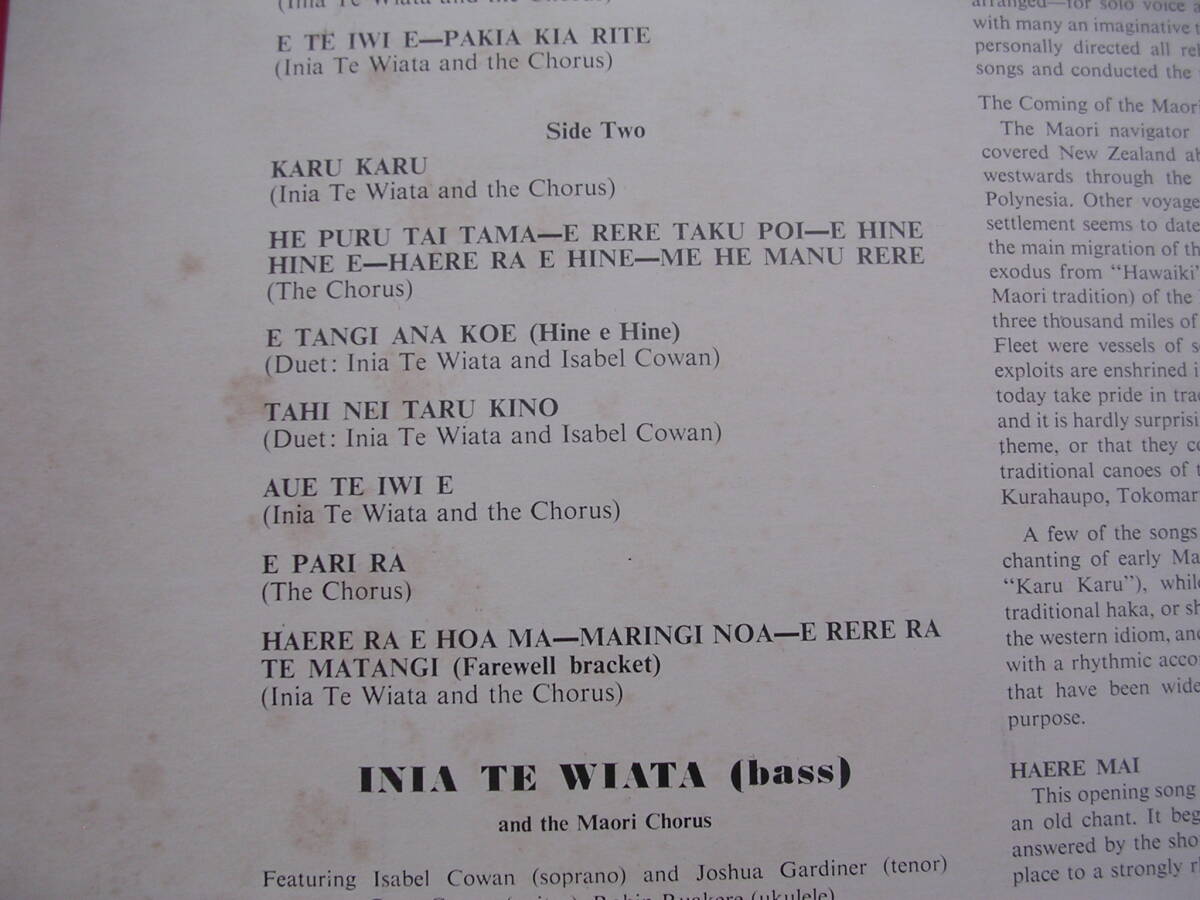 E TE IWI E—PAKIA KIA RITE
(Inia Te Wiata and the Chorus)
Side Two
KARU KARU
(Inia Te Wiata and the Chorus)
HE PURU TAI TAMA—E RERE TAKU POI—E HINE
HINE E—HAERE RA E HINE—ME HE MANU RERE
(The Chorus)
E TANGI ANA KOE (Hine e Hine)
(Duet: Inia Te Wiata and Isabel Cowan)
TAHI NEI TARU KINO
(Duet: Inia Te Wiata and Isabel Cowan)
AUE TE IWI E
(Inia Te Wiata and the Chorus)
E PARI RA
(The Chorus)
HAERE RA E HOA MA—MARINGI NOA—E RERE RA
TE MATANGI (Farewell bracket)
(Inia Te Wiata and the Chorus)
INIA TE WIATA (bass)
and the Maori Chorus
Featuring Isabel Cowan (soprano) and Joshua Gardiner (tenor)
(ukulele)
arranged—for solo voice
with many an imaginative
personally directed all
songs and conducted the
The Coming of the Maori
The Maori navigator
covered New Zealand
westwards through the
Polynesia. Other
settlement seems to date
the main migration of
exodus from "Hawaiki"
Maori tradition) of the
three thousand miles of
Fleet were vessels of
exploits are enshrined
today take pride in
and it is hardly
theme, or that they
traditional canoes of
Kurahaupo,
A few of the songs
chanting of early
"Karu Karu"), while
traditional haka, or
the western idiom, and
with a rhythmic
that have been
purpose.
HAERE MAI
This opening song
an old chant. It
answered by the
place to a strongly